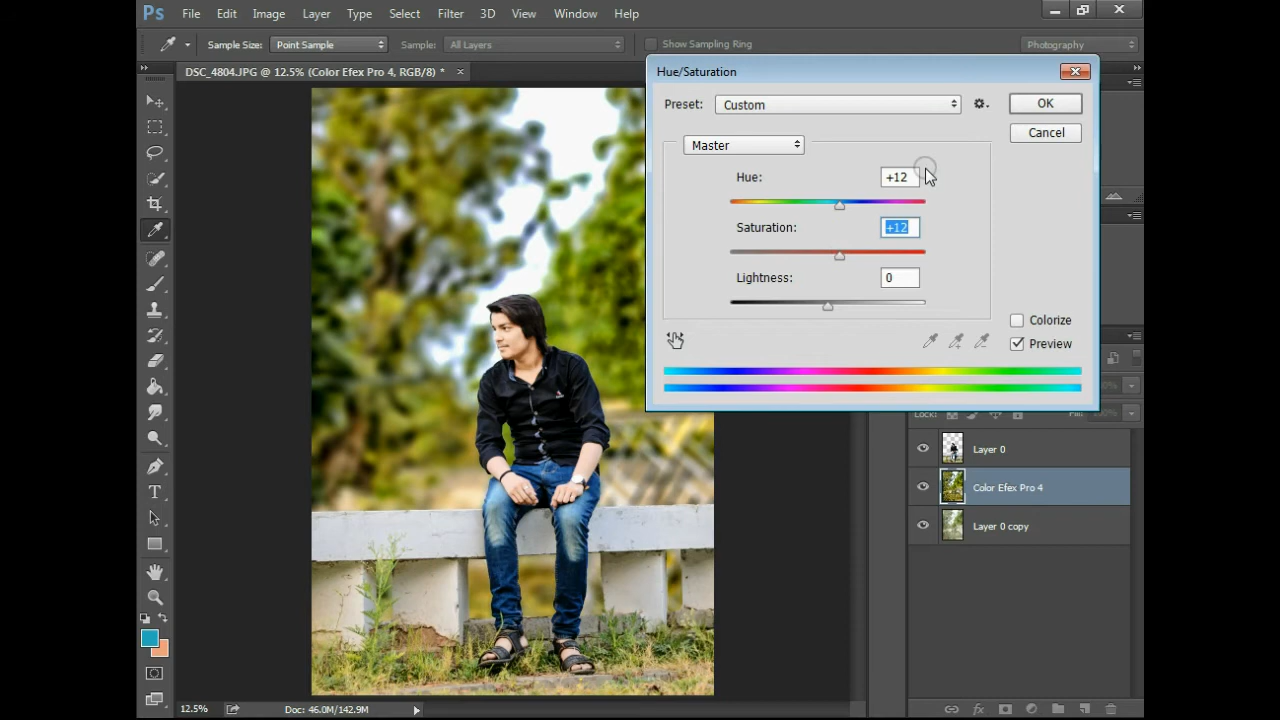 Ps File Edit Image Layer Type Select Filter 3D View Window Help
Sample Size: Point Sample Sample: All Layers Show Sampling Ring Photography
DSC_4804.JPG @ 12.5% (Color Efex Pro 4, RGB/8) *
Hue/Saturation
Preset: Custom OK
Cancel
Master
Hue: +12
Saturation: +12
Lightness: 0
Colorize
Preview
Lock: Fill:
Layer 0
Color Efex Pro 4
Layer 0 copy
fx
12.5% Doc: 46.0M/142.9M